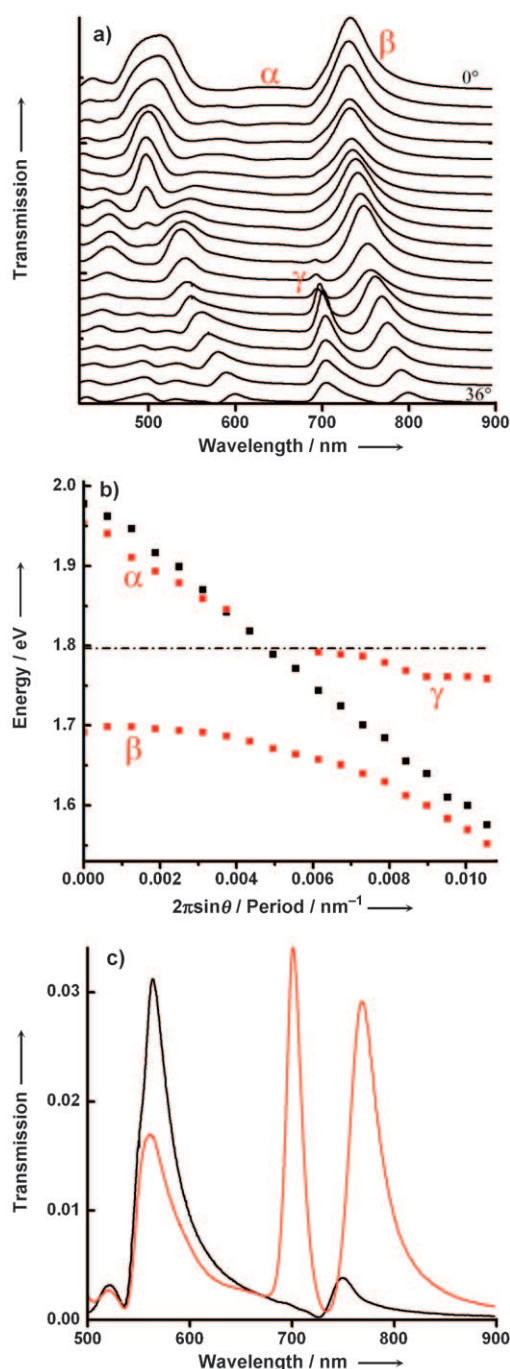 a)
α
β
0°
γ
36°
Transmission
500 600 700 800 900
Wavelength / nm
b)
2.0
1.9
1.8
1.7
1.6
α
β
γ
Energy / eV
0.000 0.002 0.004 0.006 0.008 0.010
2πsinθ / Period / nm⁻¹
c)
0.03
0.02
0.01
0.00
Transmission
500 600 700 800 900
Wavelength / nm